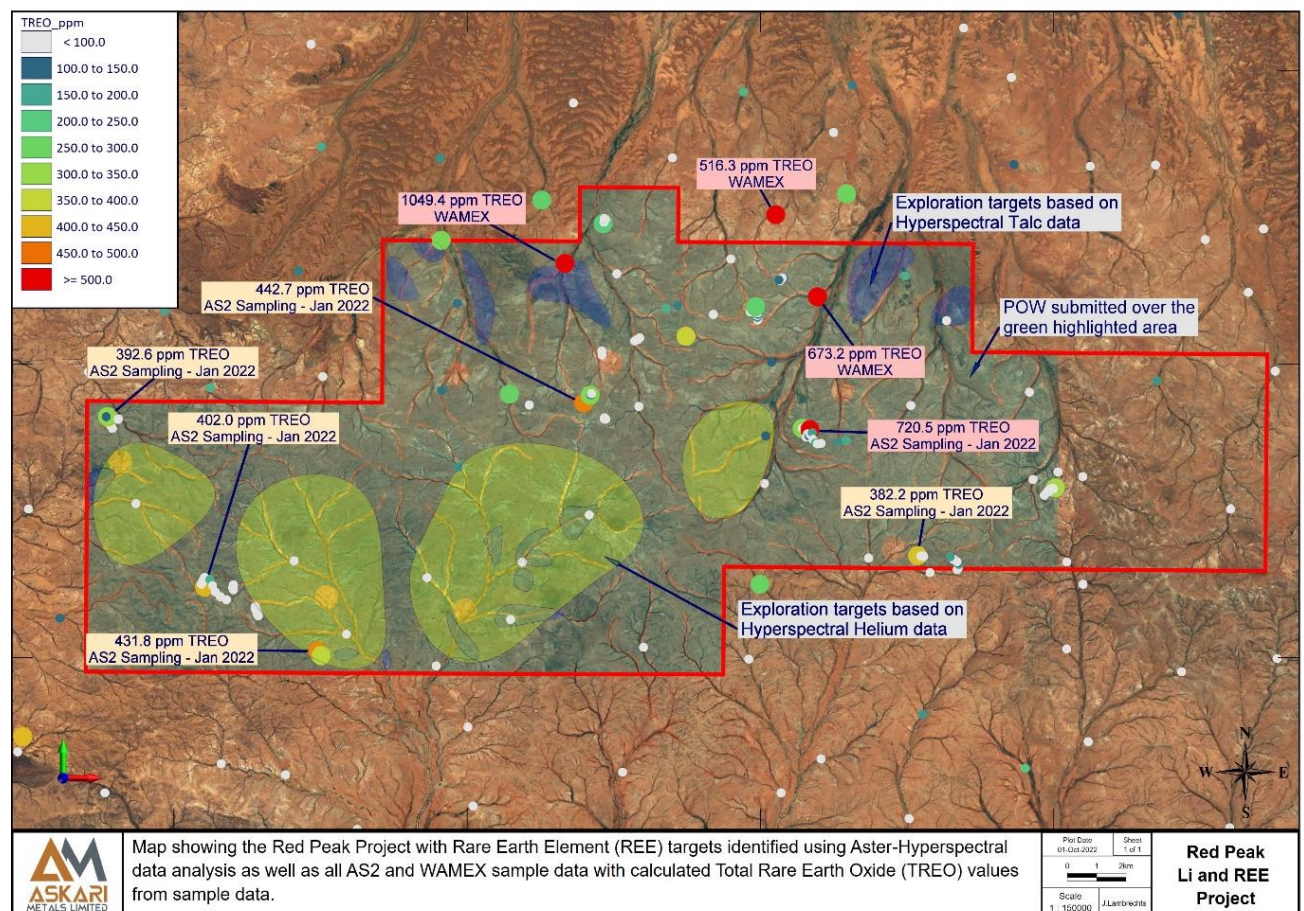 TREO_ppm
< 100.0
100.0 to 150.0
150.0 to 200.0
200.0 to 250.0
250.0 to 300.0
300.0 to 350.0
350.0 to 400.0
400.0 to 450.0
450.0 to 500.0
>= 500.0
516.3 ppm TREO
WAMEX
1049.4 ppm TREO
WAMEX
Exploration targets based on
Hyperspectral Talc data
442.7 ppm TREO
AS2 Sampling - Jan 2022
POW submitted over the
green highlighted area
392.6 ppm TREO
AS2 Sampling - Jan 2022
673.2 ppm TREO
WAMEX
402.0 ppm TREO
AS2 Sampling - Jan 2022
720.5 ppm TREO
AS2 Sampling - Jan 2022
382.2 ppm TREO
AS2 Sampling - Jan 2022
Exploration targets based on
Hyperspectral Helium data
431.8 ppm TREO
AS2 Sampling - Jan 2022
N
W
E
S
AM
ASKARI
METALS LIMITED
Map showing the Red Peak Project with Rare Earth Element (REE) targets identified using Aster-Hyperspectral
data analysis as well as all AS2 and WAMEX sample data with calculated Total Rare Earth Oxide (TREO) values
from sample data.
Plot Date
01-Oct-2022
Sheet
1 of 1
0 1 2km
Scale
1 : 150000
J.Lambrechts
Red Peak
Li and REE
Project